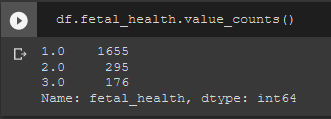 df.fetal_health.value_counts()
1.0 1655
2.0 295
3.0 176
Name: fetal_health, dtype: int64